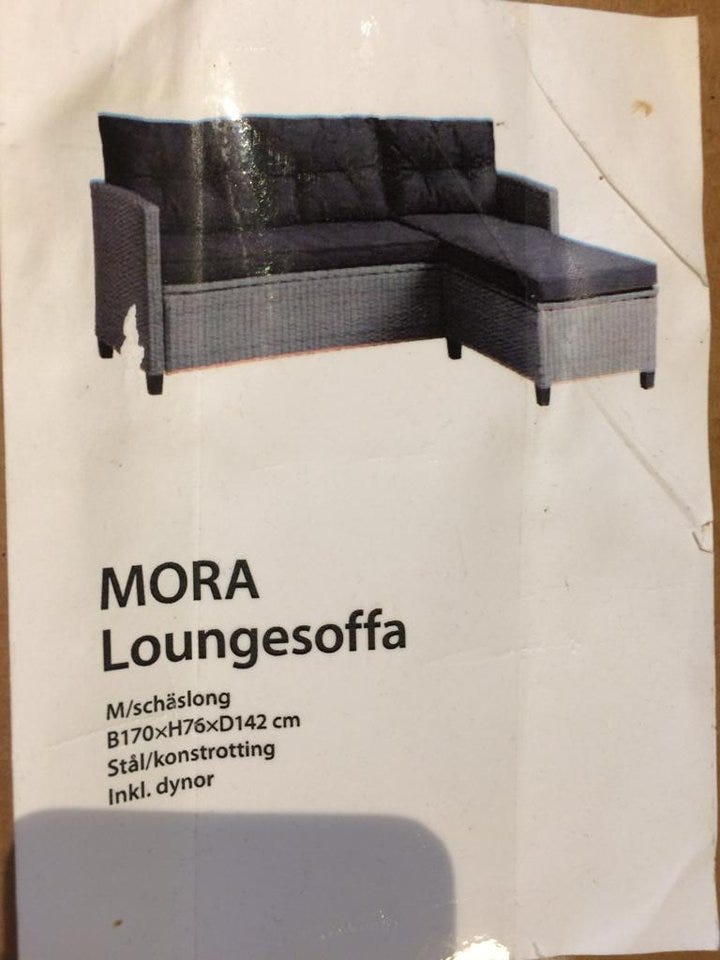 MORA
Loungesoffa
M/schäslong
B170×H76×D142 cm
Stål/konstrotting
Inkl. dynor